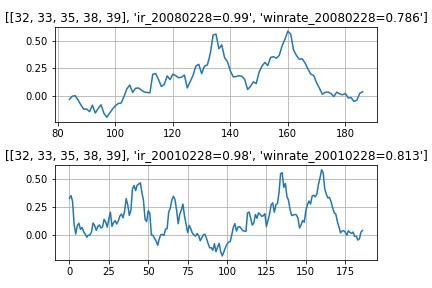 [[32, 33, 35, 38, 39], 'ir_20080228=0.99', 'winrate_20080228=0.786']
0.50
0.25
0.00
80 100 120 140 160 180
[[32, 33, 35, 38, 39], 'ir_20010228=0.98', 'winrate_20010228=0.813']
0.50
0.25
0.00
0 25 50 75 100 125 150 175